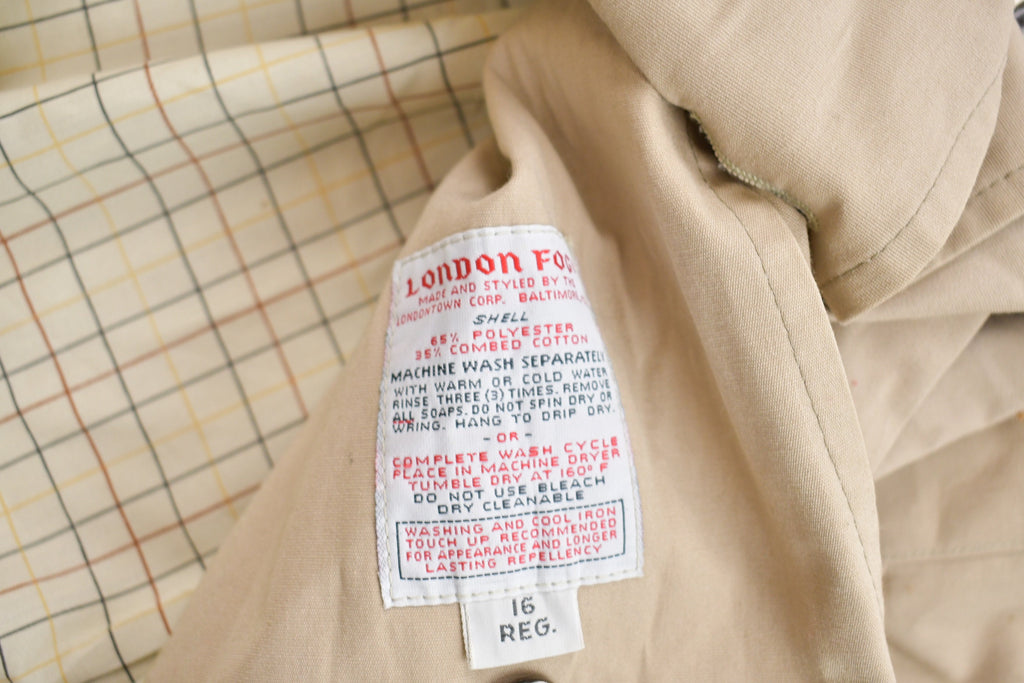 LONDON FOG
MADE AND STYLED BY THE
LONDONTOWN CORP. BALTIMORE,
SHELL
65% POLYESTER
35% COMBED COTTON
MACHINE WASH SEPARATELY
WITH WARM OR COLD WATER
RINSE THREE (3) TIMES. REMOVE
ALL SOAPS. DO NOT SPIN DRY OR
WRING. HANG TO DRIP DRY.
- OR -
COMPLETE WASH CYCLE
PLACE IN MACHINE DRYER
TUMBLE DRY AT 160° F
DO NOT USE BLEACH
DRY CLEANABLE
WASHING AND COOL IRON
TOUCH UP RECOMMENDED
FOR APPEARANCE AND LONGER
LASTING REPELLENCY
16
REG.